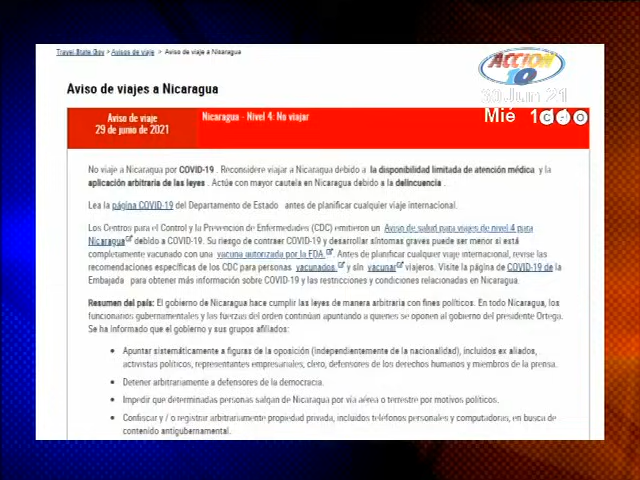 Travel.State.Gov > Avisos de viaje > Aviso de viaje a Nicaragua
ACCION
10
30 Jun 21
Mié
Aviso de viajes a Nicaragua
Aviso de viaje
29 de junio de 2021
Nicaragua - Nivel 4: No viajar
No viaje a Nicaragua por COVID-19 . Reconsidere viajar a Nicaragua debido a la disponibilidad limitada de atención médica y la
aplicación arbitraria de las leyes . Actúe con mayor cautela en Nicaragua debido a la delincuencia .
Lea la página COVID-19 del Departamento de Estado antes de planificar cualquier viaje internacional.
Los Centros para el Control y la Prevención de Enfermedades (CDC) emitieron un Aviso de salud para viajes de nivel 4 para
Nicaragua debido a COVID-19. Su riesgo de contraer COVID-19 y desarrollar síntomas graves puede ser menor si está
completamente vacunado con una vacuna autorizada por la FDA . Antes de planificar cualquier viaje internacional, revise las
recomendaciones específicas de los CDC para personas vacunados y sin vacunar viajeros. Visite la página de COVID-19 de la
Embajada para obtener más información sobre COVID-19 y las restricciones y condiciones relacionadas en Nicaragua.
Resumen del país: El gobierno de Nicaragua hace cumplir las leyes de manera arbitraria con fines políticos. En todo Nicaragua, los
funcionarios gubernamentales y las fuerzas del orden continúan apuntando a quienes se oponen al gobierno del presidente Ortega.
Se ha informado que el gobierno y sus grupos afiliados:
• Apuntar sistemáticamente a figuras de la oposición (independientemente de la nacionalidad), incluidos ex aliados,
activistas políticos, representantes empresariales, clero, defensores de los derechos humanos y miembros de la prensa.
• Detener arbitrariamente a defensores de la democracia.
• Impedir que determinadas personas salgan de Nicaragua por vía aérea o terrestre por motivos políticos.
• Confiscar y / o registrar arbitrariamente propiedad privada, incluidos teléfonos personales y computadoras, en busca de
contenido antigubernamental.